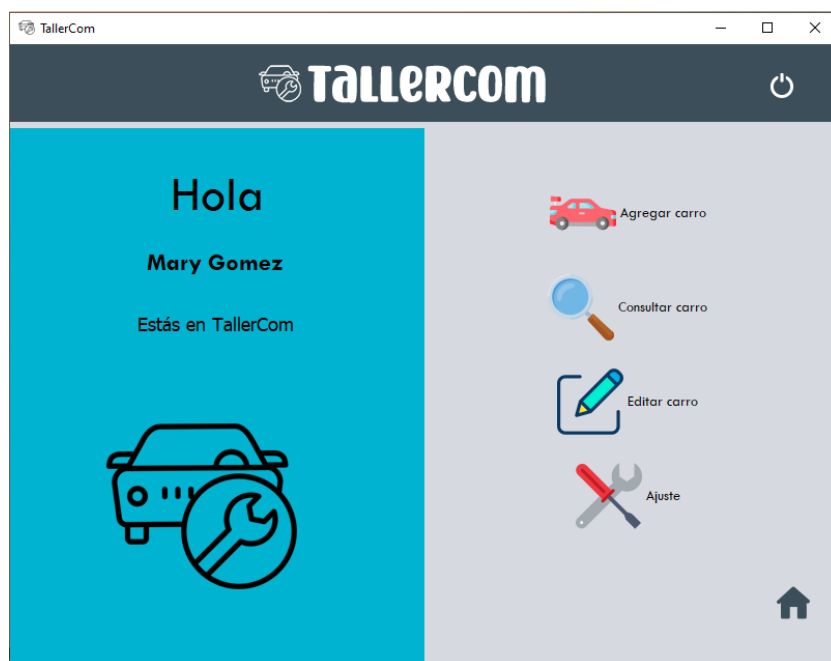 TallerCom
TALLERCOM
Hola
Mary Gomez
Estás en TallerCom
Agregar carro
Consultar carro
Editar carro
Ajuste